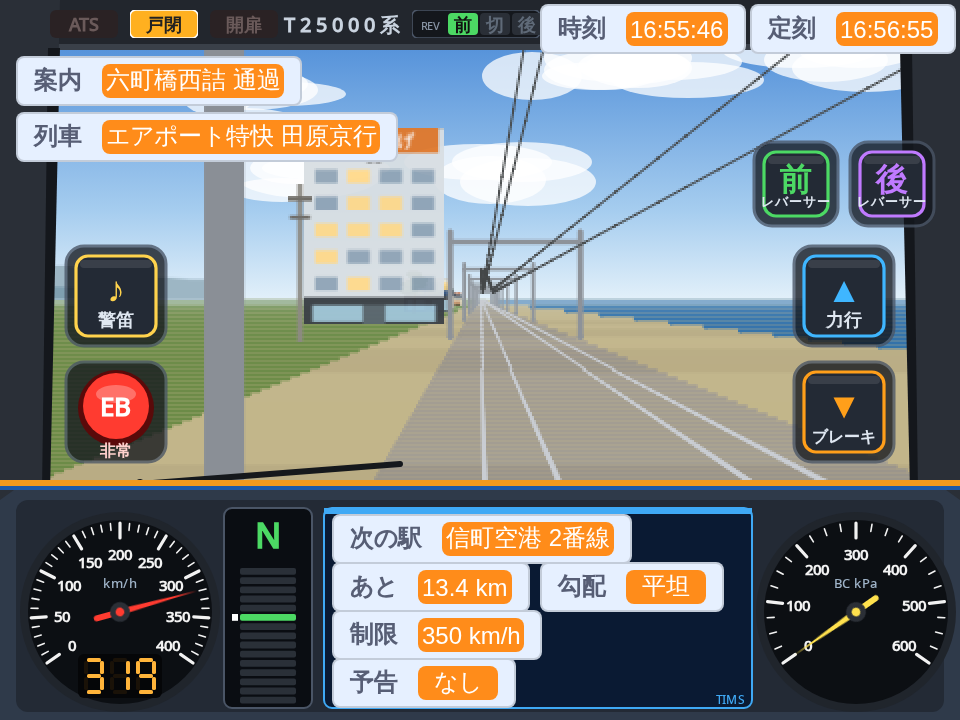 ATS 戸閉 開扉 T25000系 REV 前 切 後
時刻 16:55:46
定刻 16:56:55
案内 六町橋西詰 通過
列車 エアポート特快 田原京行
げ
前 レバーサー
後 レバーサー
♪ 警笛
▲ 力行
EB 非常
▼ ブレーキ
0 50 100 150 200 250 300 350 400
km/h
319
N
次の駅 信町空港 2番線
あと 13.4 km
勾配 平坦
制限 350 km/h
予告 なし
TIMS
0 100 200 300 400 500 600
BC kPa